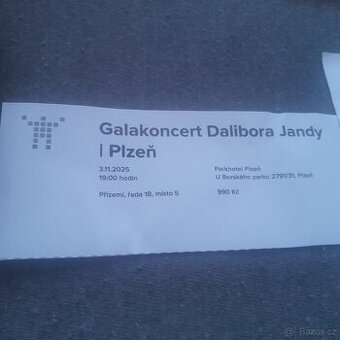 Galakoncert Dalibora Jandy
| Plzeň
3.11.2025
19:00 hodin
Parkhotel Plzeň
U Borského parku 2791/31, Plzeň
Přízemí, řada 18, místo 5
990 Kč
© Bazos.cz